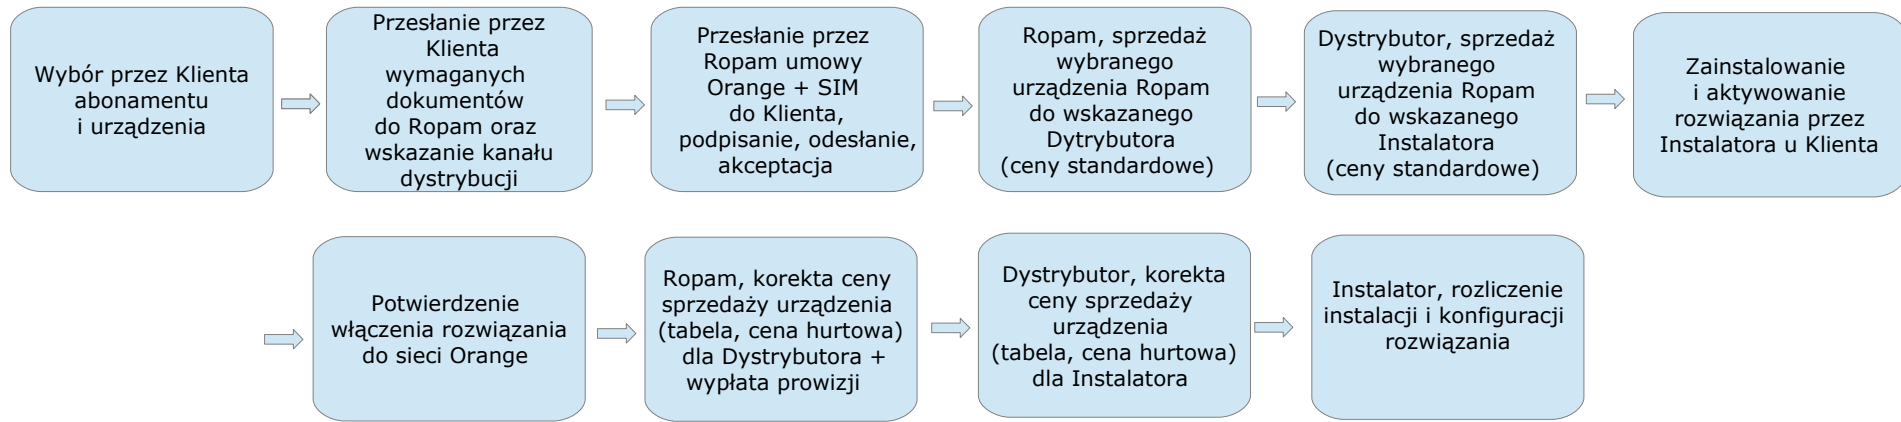 Wybór przez Klienta
abonamentu
i urządzenia
Przesłanie przez
Klienta
wymaganych
dokumentów
do Ropam oraz
wskazanie kanału
dystrybucji
Przesłanie przez
Ropam umowy
Orange + SIM
do Klienta,
podpisanie, odesłanie,
akceptacja
Ropam, sprzedaż
wybranego
urządzenia Ropam
do wskazanego
Dytrybutora
(ceny standardowe)
Dystrybutor, sprzedaż
wybranego
urządzenia Ropam
do wskazanego
Instalatora
(ceny standardowe)
Zainstalowanie
i aktywowanie
rozwiązania przez
Instalatora u Klienta
Potwierdzenie
włączenia rozwiązania
do sieci Orange
Ropam, korekta ceny
sprzedaży urządzenia
(tabela, cena hurtowa)
dla Dystrybutora +
wypłata prowizji
Dystrybutor, korekta
ceny sprzedaży
urządzenia
(tabela, cena hurtowa)
dla Instalatora
Instalator, rozliczenie
instalacji i konfiguracji
rozwiązania